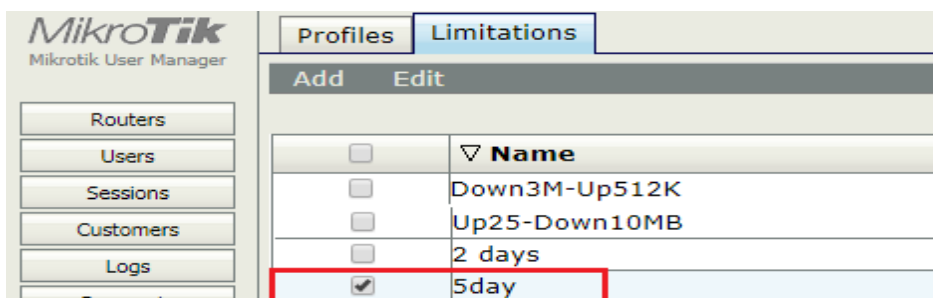 MikroTik
Mikrotik User Manager
Routers
Users
Sessions
Customers
Logs
Profiles Limitations
Add Edit
▽ Name
Down3M-Up512K
Up25-Down10MB
2 days
5day